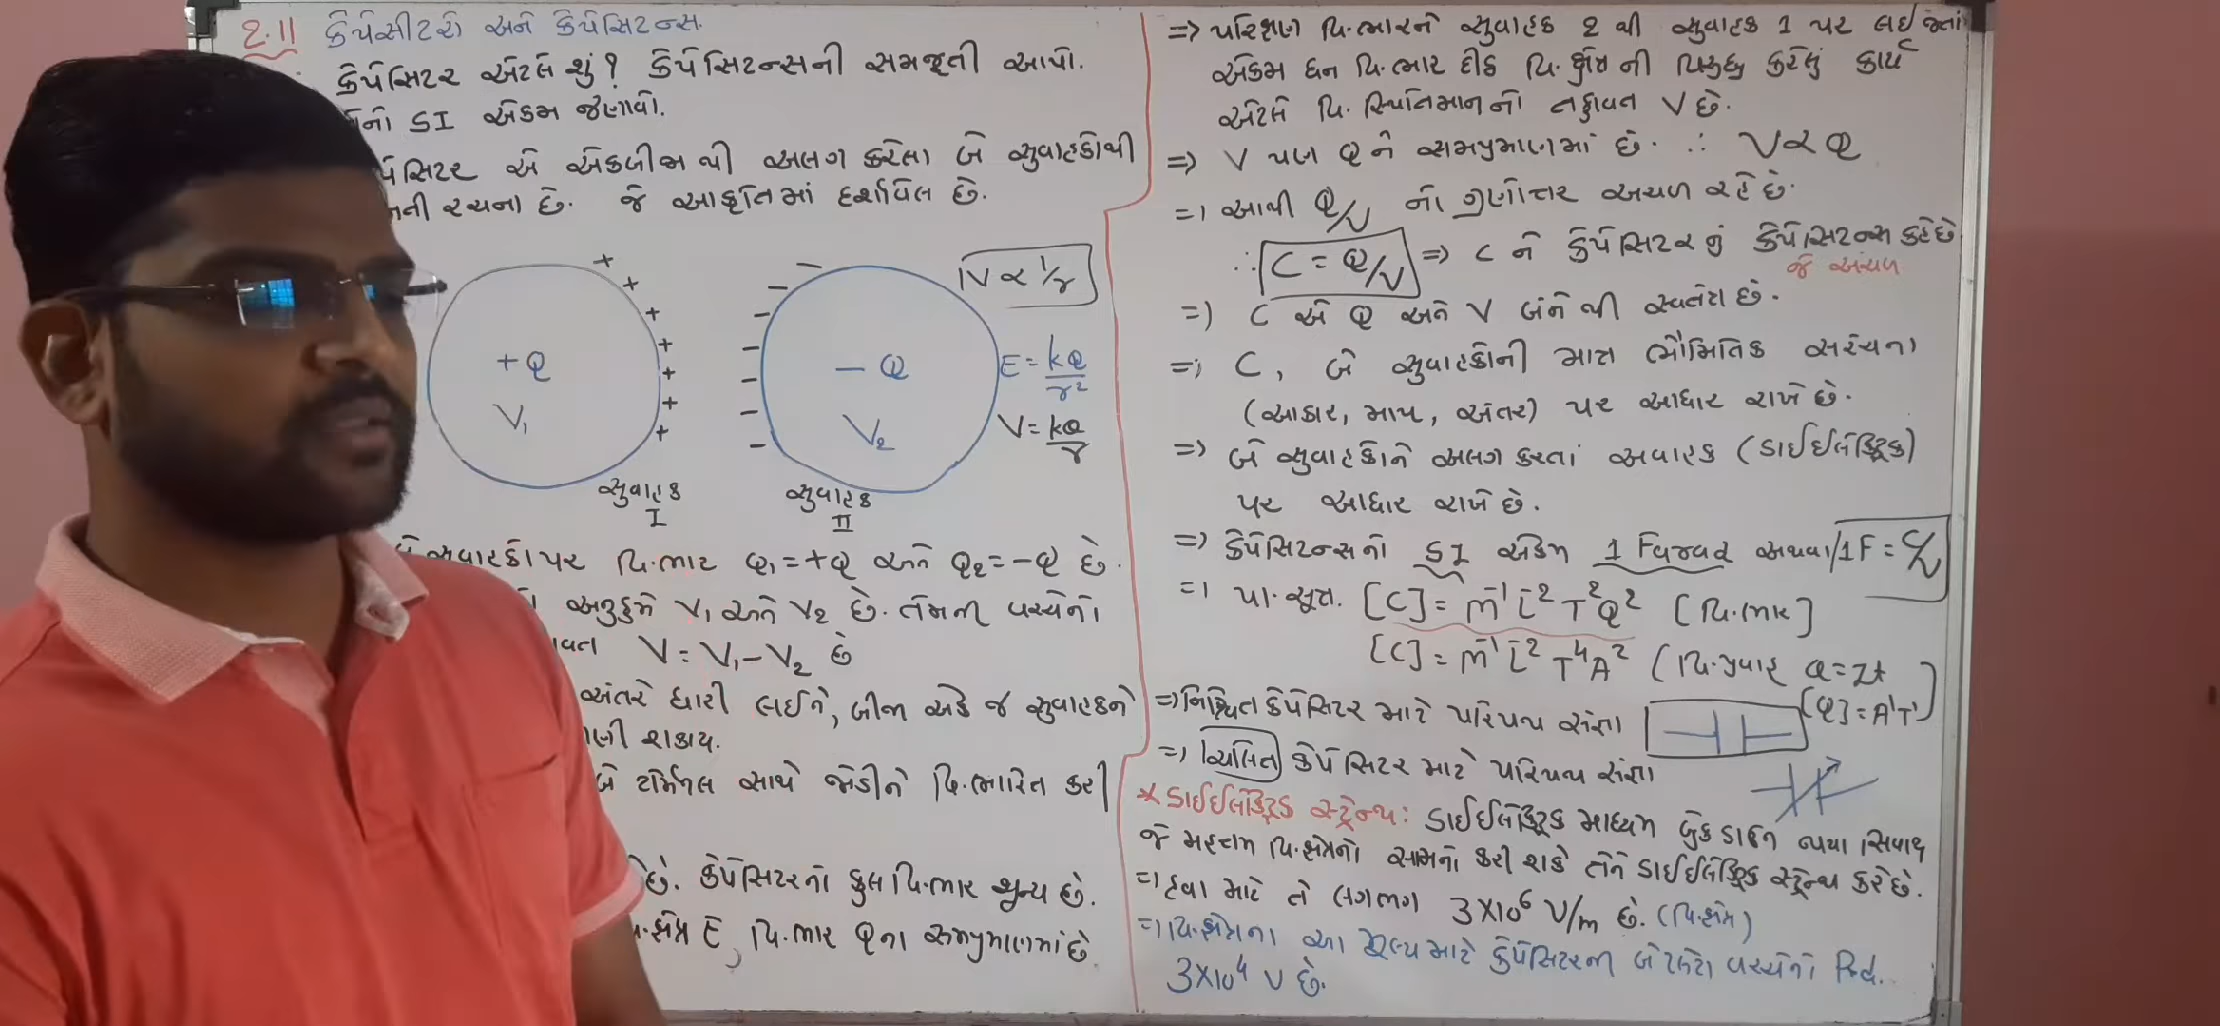 2.11 કેપેસીટરો અને કેપેસિટન્સ.
કેપેસિટર એટલે શું? કેપેસિટન્સની સમજૂતી આપો.
નો SI એકમ જણાવો.
પેસિટર એ એકબીજાથી અલગ કરેલા બે સુવાહકોથી
ની રચના છે. જે આકૃતિમાં દર્શાવેલ છે.
+ + + + + + +
− − − − − − −
V ∝ 1/r
+Q
V₁
− Q
V₂
E = kQ/r²
V = kQ/r
સુવાહક I
સુવાહક II
સુવાહકો પર વિ.ભાર Q₁ = +Q અને Q₂ = −Q છે.
અનુક્રમે V₁ અને V₂ છે. તેમની વચ્ચેનો
વત V = V₁ − V₂ છે
અંતરે ધારી લઈને, બીજા એક જ સુવાહકને
ણી શકાય.
બે ટર્મિનલ સાથે જોડીને વિ.ભારિત કરી
છે. કેપેસિટરનો કુલ વિ.ભાર શૂન્ય છે.
ક્ષેત્ર E, વિ.ભાર Q ના સમપ્રમાણમાં છે.
⇒ પરિક્ષણ વિ.ભારને સુવાહક 2 થી સુવાહક 1 પર લઈ જતાં
એકમ ધન વિ.ભાર દીઠ વિ.ક્ષેત્રની વિરુદ્ધ કરેલું કાર્ય
એટલે વિ. સ્થિતિમાનનો તફાવત V છે.
⇒ V પણ Q ને સમપ્રમાણમાં છે. ∴ V ∝ Q
⇒ આથી Q/V નો ગુણોત્તર અચળ રહે છે.
∴ C = Q/V ⇒ C ને કેપેસિટરનું કેપેસિટન્સ કહે છે
જે અચળ
⇒ C એ Q અને V બંનેથી સ્વતંત્ર છે.
⇒ C, બે સુવાહકોની માત્ર ભૌમિતિક સંરચના
(આકાર, માપ, અંતર) પર આધાર રાખે છે.
⇒ બે સુવાહકોને અલગ કરતાં અવાહક (ડાઈઈલેક્ટ્રિક)
પર આધાર રાખે છે.
⇒ કેપેસિટન્સનો SI એકમ 1 ફેરાડ અથવા 1F = C/V
⇒ પા. સૂત્ર. [C] = M⁻¹ L⁻² T² Q² [વિ.ભાર]
[C] = M⁻¹ L⁻² T⁴ A² (વિ.પ્રવાહ Q = It
[Q] = A¹T¹)
⇒ નિશ્ચિત કેપેસિટર માટે પરિપથ સંજ્ઞા
⇒ ચલિત કેપેસિટર માટે પરિપથ સંજ્ઞા
* ડાઈઈલેક્ટ્રિક સ્ટ્રેન્થ: ડાઈઈલેક્ટ્રિક માધ્યમ બ્રેકડાઉન થયા સિવાય
જે મહત્તમ વિ.ક્ષેત્રનો સામનો કરી શકે તેને ડાઈઈલેક્ટ્રિક સ્ટ્રેન્થ કહે છે.
⇒ હવા માટે તે લગભગ 3×10⁶ V/m છે. (વિ.ક્ષેત્ર)
⇒ વિ.ક્ષેત્રના આ મૂલ્ય માટે કેપેસિટરની બે પ્લેટો વચ્ચેનો
3×10⁴ V છે.